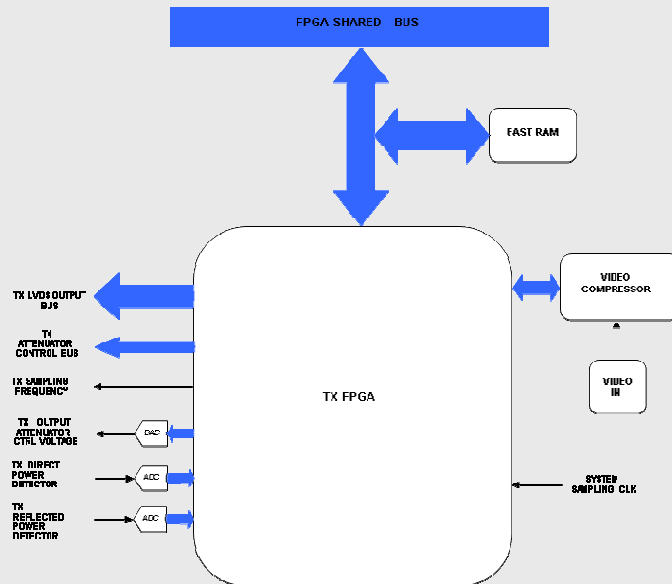 FPGA SHARED BUS
FAST RAM
VIDEO
COMPRESSOR
VIDEO
IN
TX LVDS OUTPUT
BUS
TX
ATTENUATOR
CONTROL BUS
TX SAMPLING
FREQUENCY
TX OUTPUT
ATTENUATOR
CTRL VOLTAGE
DAC
TX DIRECT
POWER
DETECTOR
ADC
TX
REFLECTED
POWER
DETECTOR
ADC
TX FPGA
SYSTEM
SAMPLING CLK